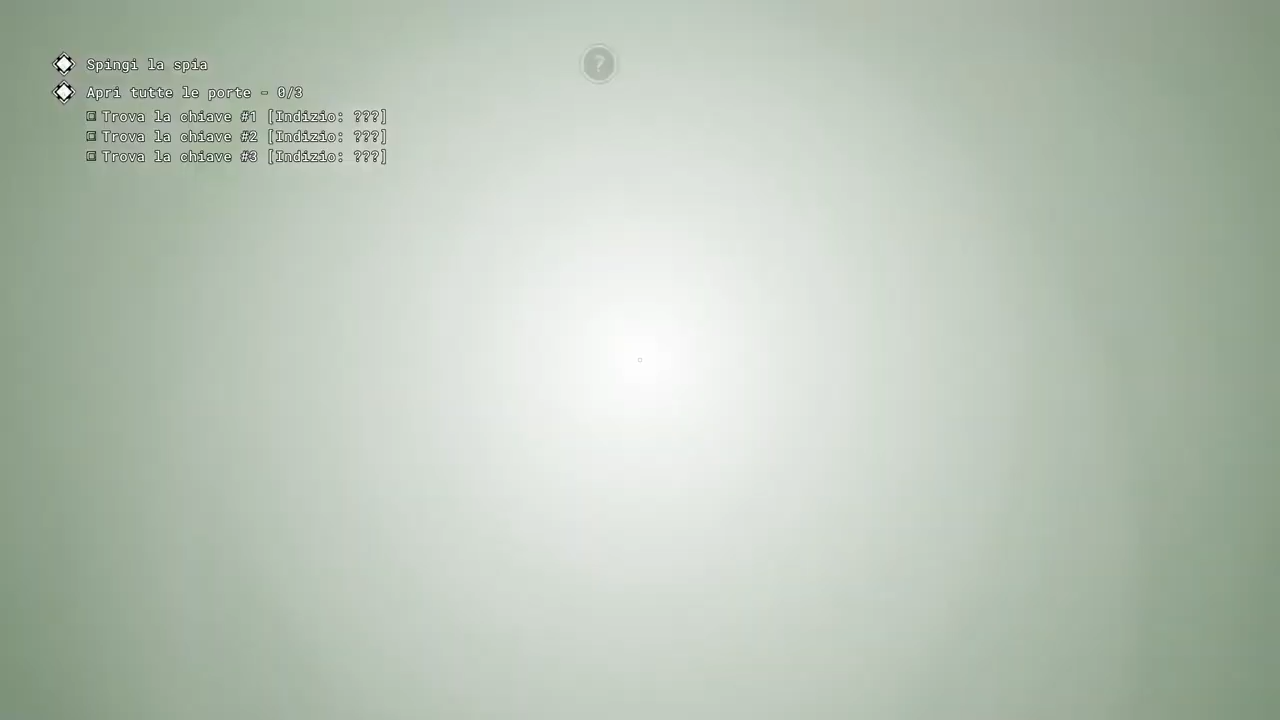 Spingi la spia
?
Apri tutte le porte - 0/3
Trova la chiave #1 [Indizio: ???]
Trova la chiave #2 [Indizio: ???]
Trova la chiave #3 [Indizio: ???]